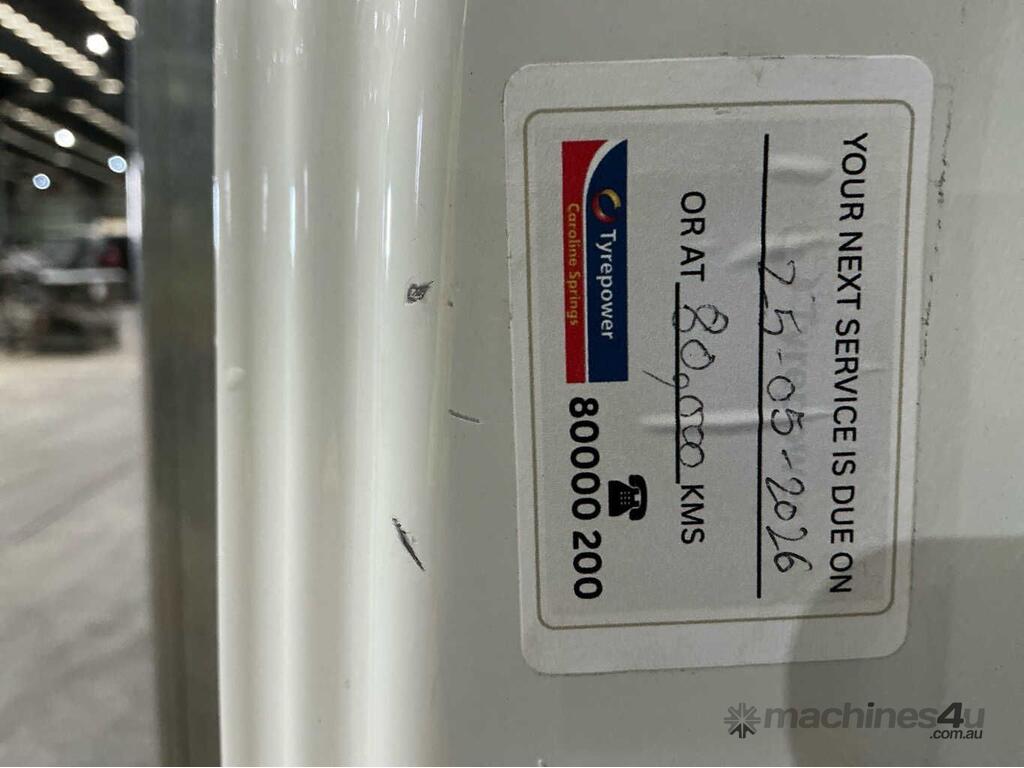 YOUR NEXT SERVICE IS DUE ON
25-05-2026
OR AT 80,000 KMS
Tyrepower
Caroline Springs
80000 200
machines4u
.com.au